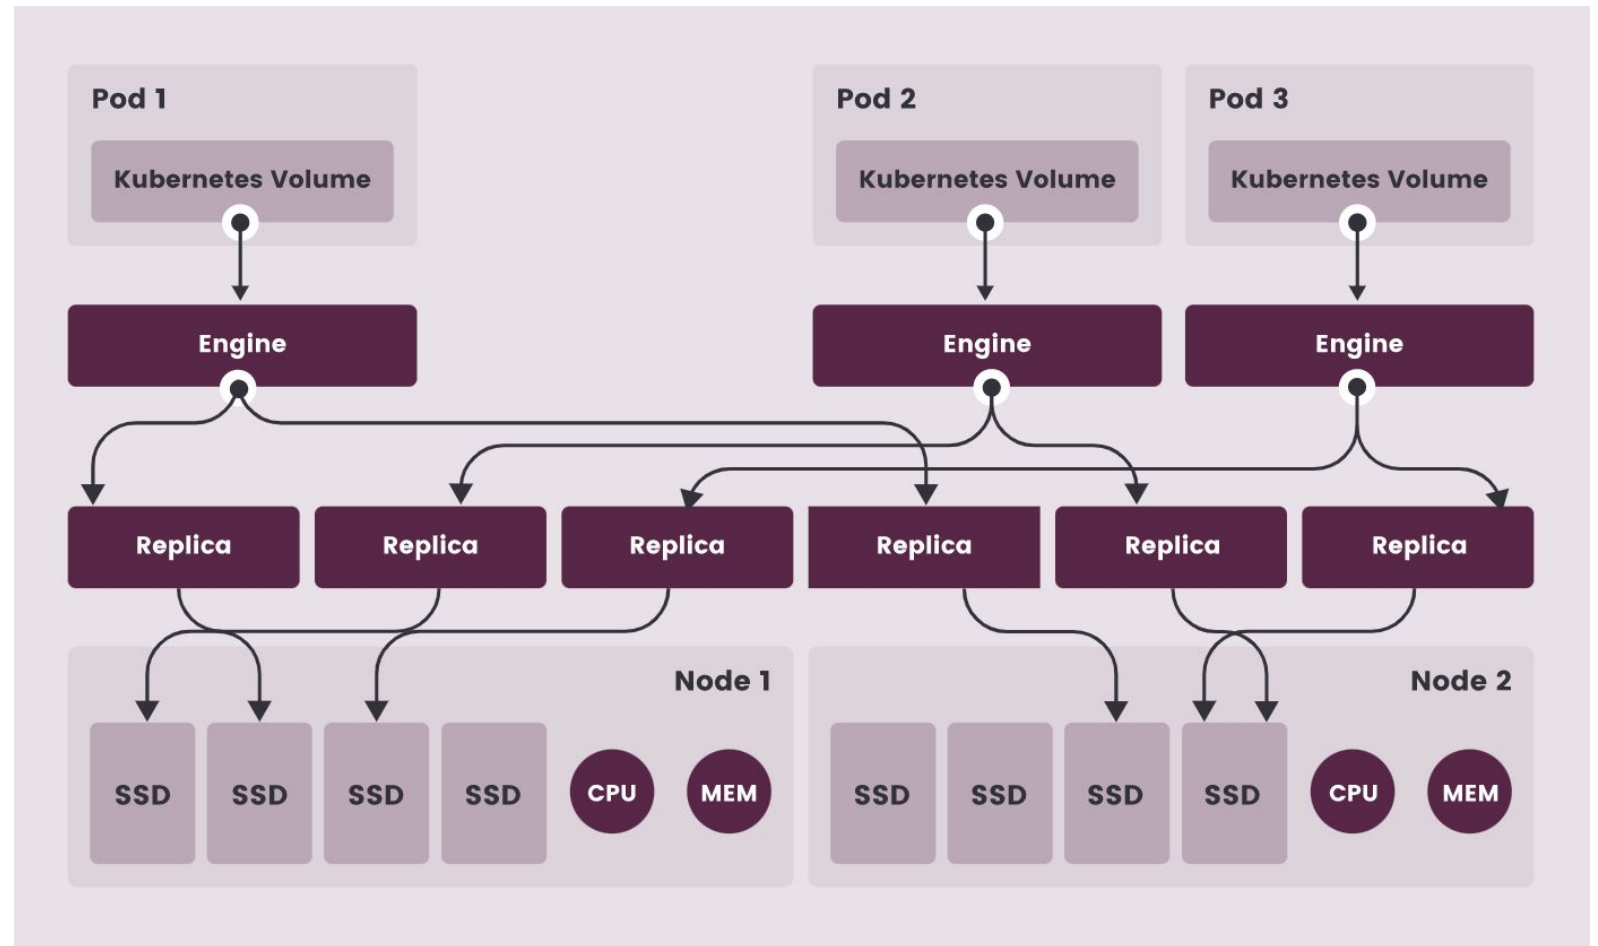 Pod 1
Kubernetes Volume
Pod 2
Kubernetes Volume
Pod 3
Kubernetes Volume
Engine
Engine
Engine
Replica
Replica
Replica
Replica
Replica
Replica
Node 1
SSD
SSD
SSD
SSD
CPU
MEM
Node 2
SSD
SSD
SSD
SSD
CPU
MEM